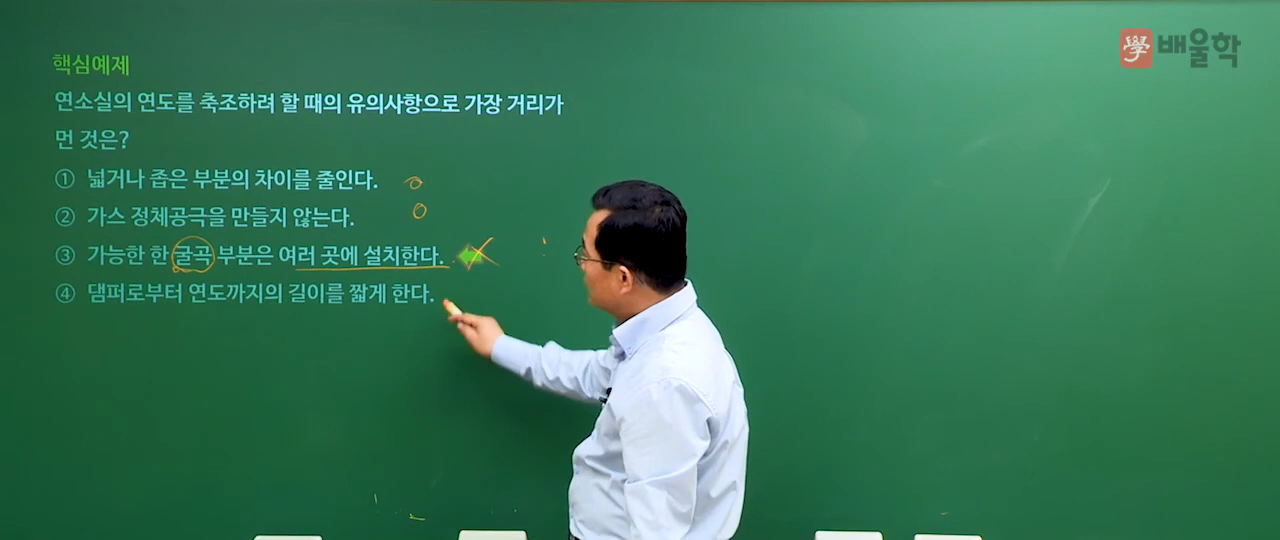 學 배울학
핵심예제
연소실의 연도를 축조하려 할 때의 유의사항으로 가장 거리가
먼 것은?
① 넓거나 좁은 부분의 차이를 줄인다.
② 가스 정체공극을 만들지 않는다.
③ 가능한 한 굴곡 부분은 여러 곳에 설치한다.
④ 댐퍼로부터 연도까지의 길이를 짧게 한다.